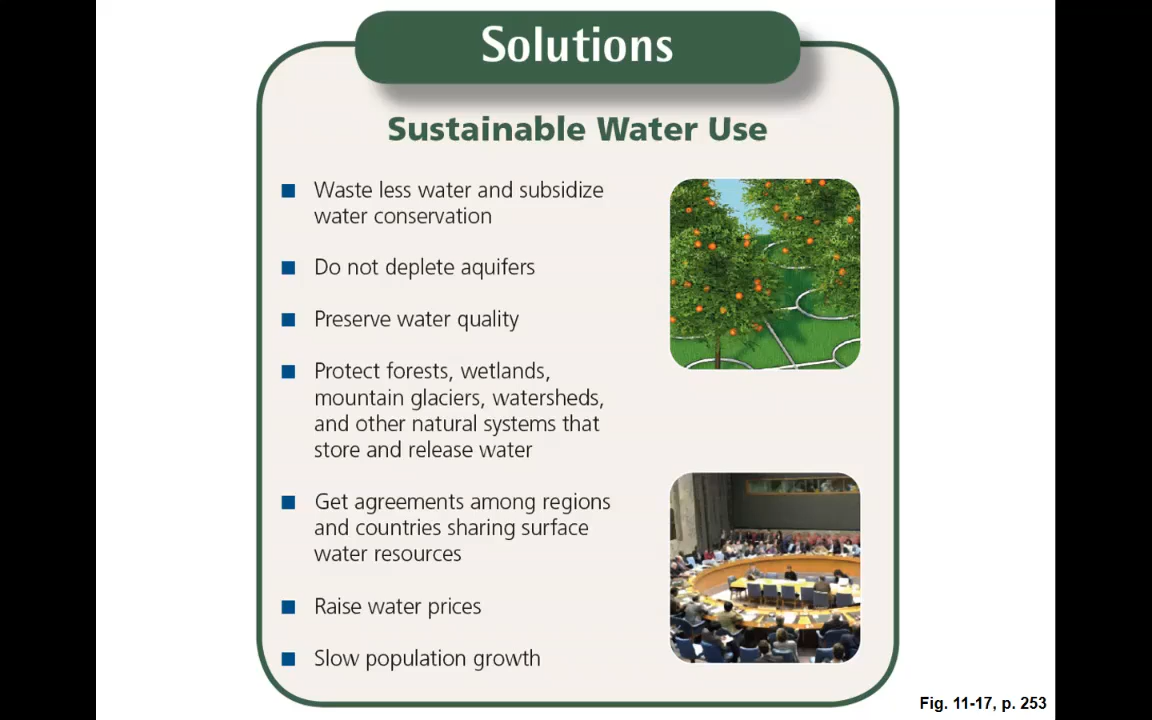 Solutions
Sustainable Water Use
Waste less water and subsidize
water conservation
Do not deplete aquifers
Preserve water quality
Protect forests, wetlands,
mountain glaciers, watersheds,
and other natural systems that
store and release water
Get agreements among regions
and countries sharing surface
water resources
Raise water prices
Slow population growth
Fig. 11-17, p. 253